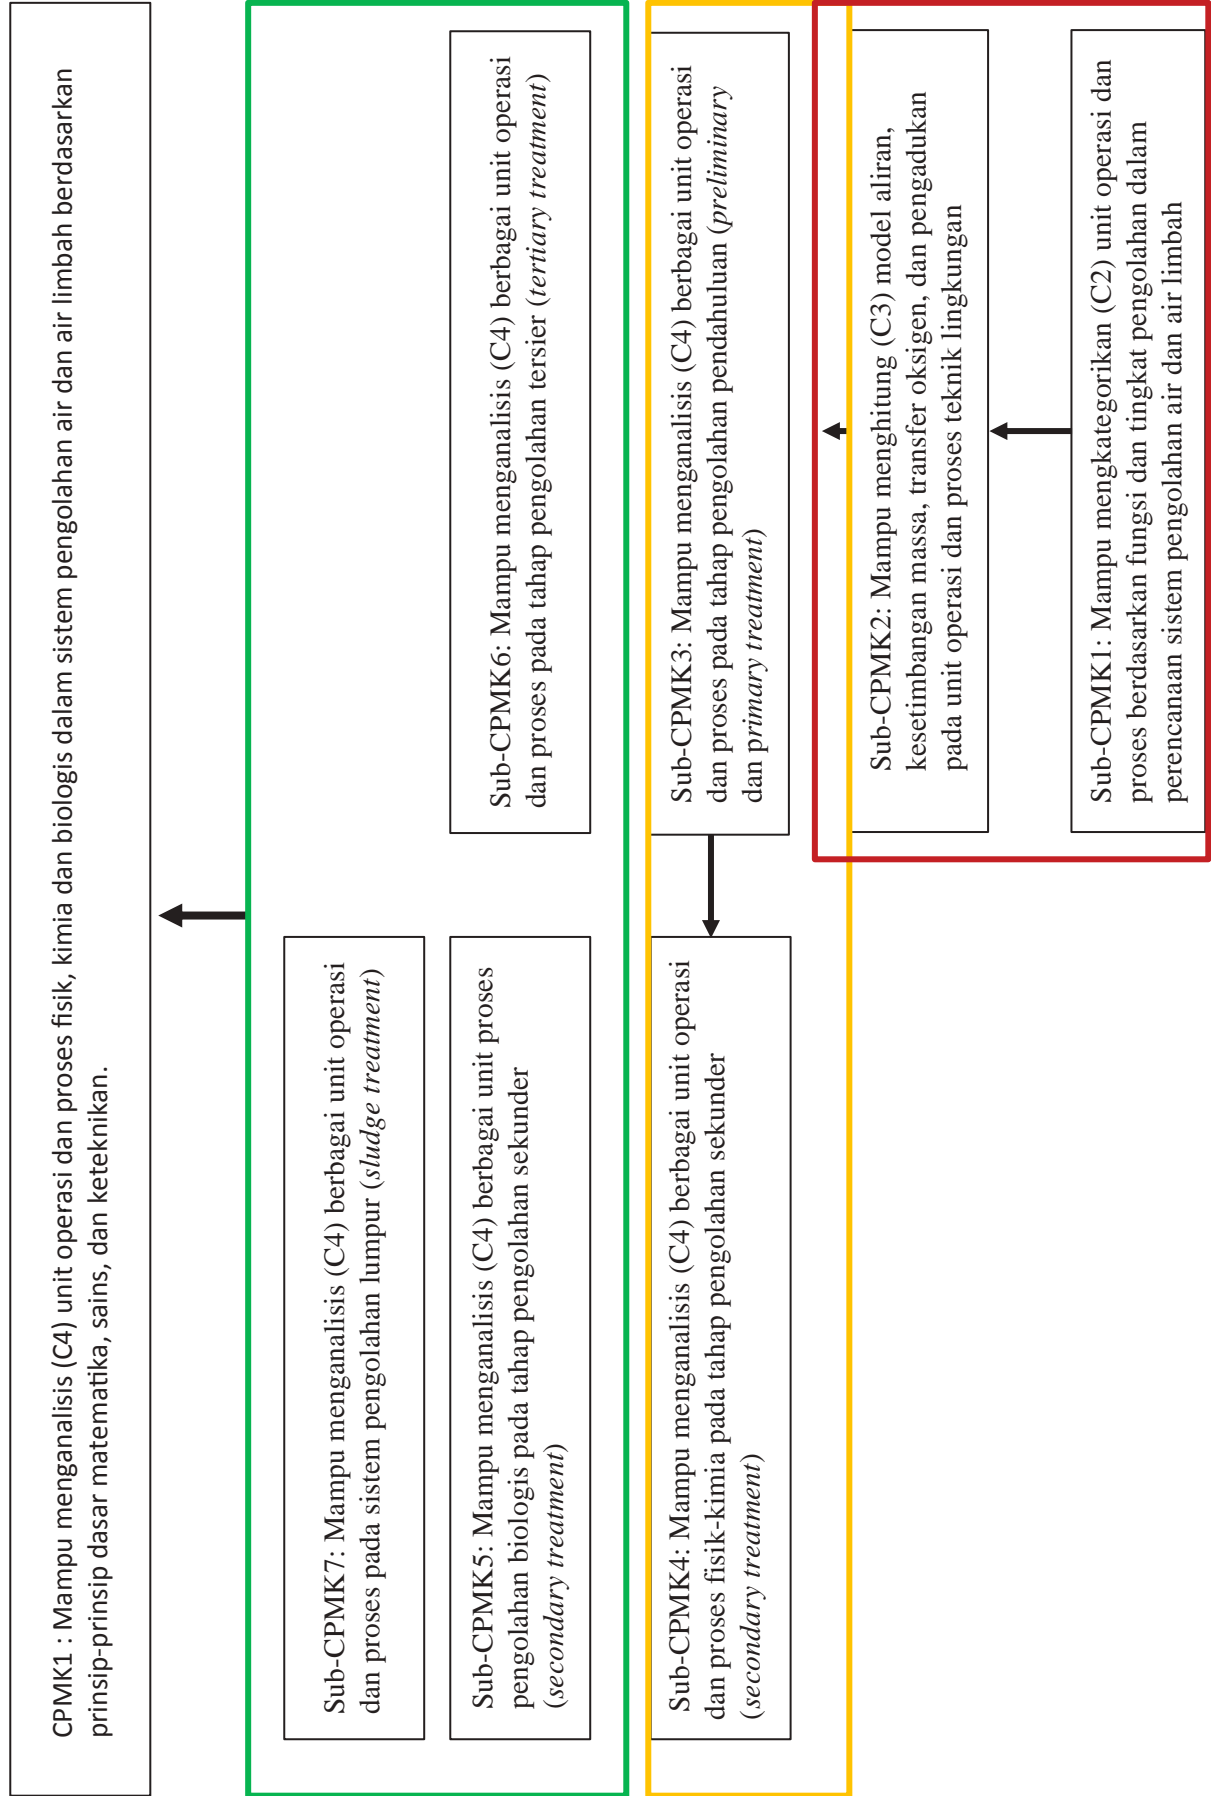 CPMK1 : Mampu menganalisis (C4) unit operasi dan proses fisik, kimia dan biologis dalam sistem pengolahan air dan air limbah berdasarkan
prinsip-prinsip dasar matematika, sains, dan keteknikan.
Sub-CPMK7: Mampu menganalisis (C4) berbagai unit operasi
dan proses pada sistem pengolahan lumpur (sludge treatment)
Sub-CPMK5: Mampu menganalisis (C4) berbagai unit proses
pengolahan biologis pada tahap pengolahan sekunder
(secondary treatment)
Sub-CPMK6: Mampu menganalisis (C4) berbagai unit operasi
dan proses pada tahap pengolahan tersier (tertiary treatment)
Sub-CPMK4: Mampu menganalisis (C4) berbagai unit operasi
dan proses fisik-kimia pada tahap pengolahan sekunder
(secondary treatment)
Sub-CPMK3: Mampu menganalisis (C4) berbagai unit operasi
dan proses pada tahap pengolahan pendahuluan (preliminary
dan primary treatment)
Sub-CPMK2: Mampu menghitung (C3) model aliran,
kesetimbangan massa, transfer oksigen, dan pengadukan
pada unit operasi dan proses teknik lingkungan
Sub-CPMK1: Mampu mengkategorikan (C2) unit operasi dan
proses berdasarkan fungsi dan tingkat pengolahan dalam
perencanaan sistem pengolahan air dan air limbah